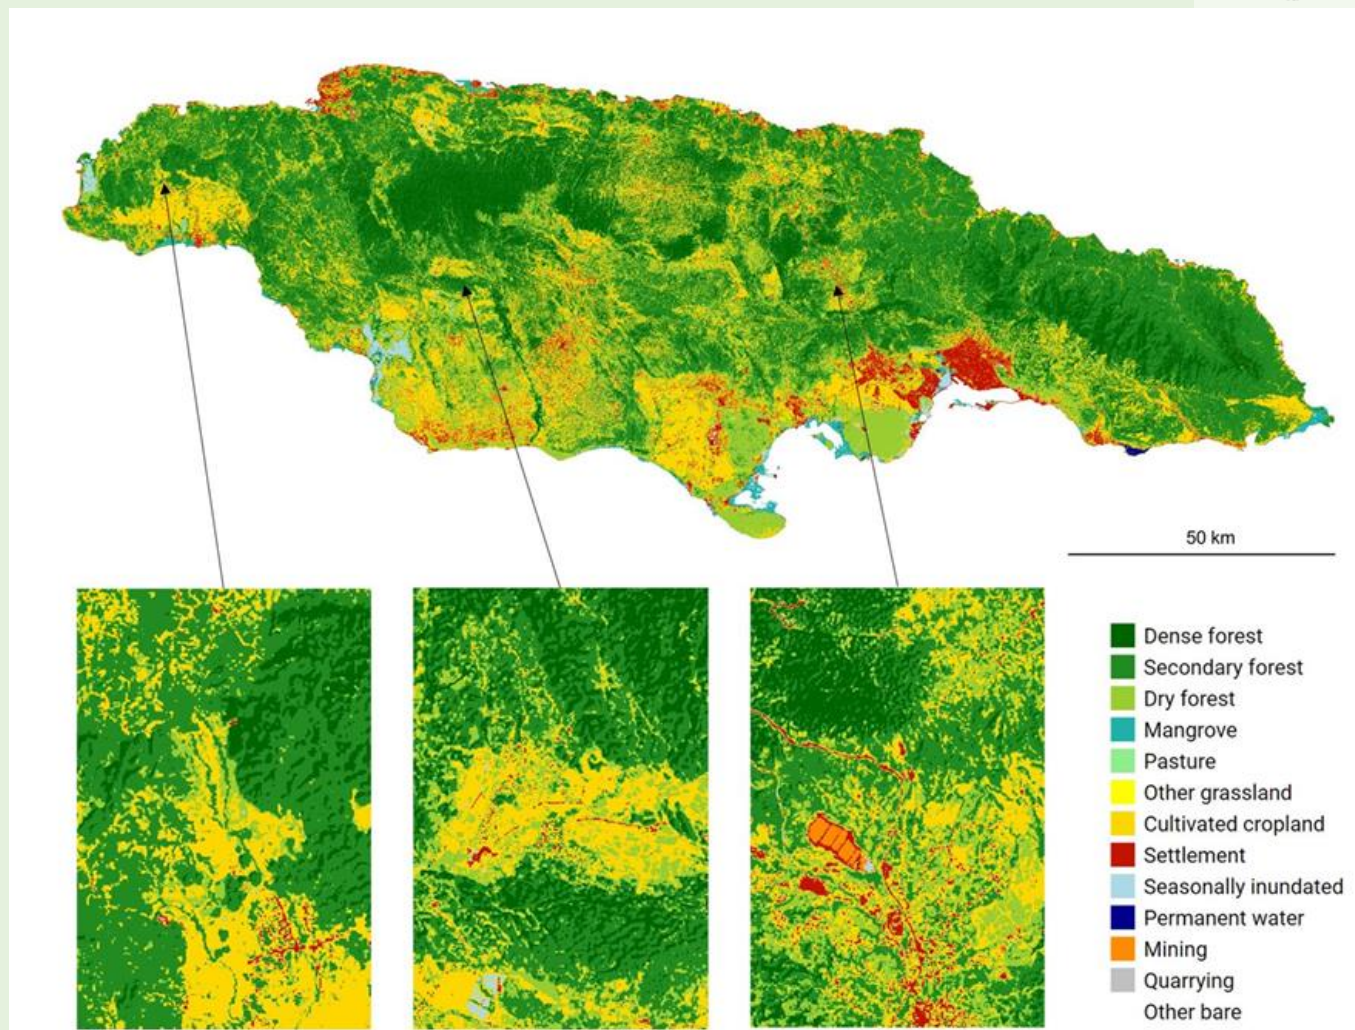 50 km
Dense forest
Secondary forest
Dry forest
Mangrove
Pasture
Other grassland
Cultivated cropland
Settlement
Seasonally inundated
Permanent water
Mining
Quarrying
Other bare